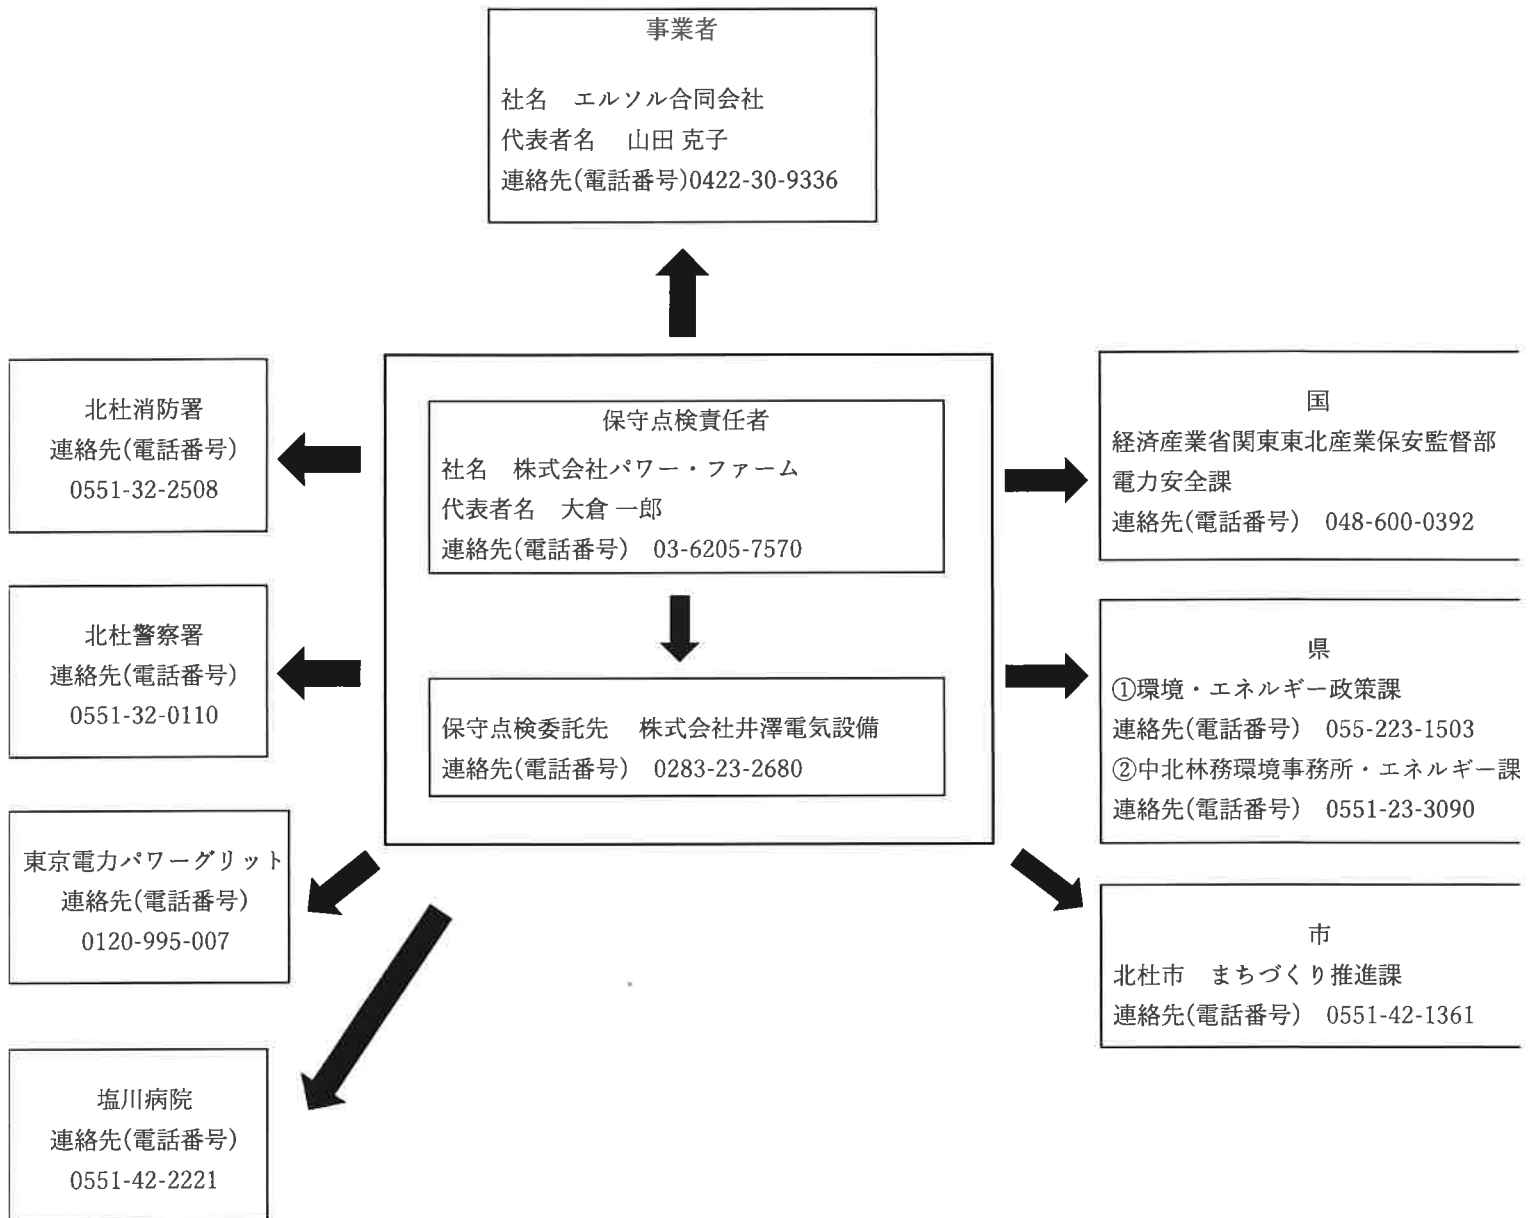 事業者
社名　エルソル合同会社
代表者名　山田 克子
連絡先(電話番号)0422-30-9336
北杜消防署
連絡先(電話番号)
0551-32-2508
北杜警察署
連絡先(電話番号)
0551-32-0110
東京電力パワーグリット
連絡先(電話番号)
0120-995-007
塩川病院
連絡先(電話番号)
0551-42-2221
保守点検責任者
社名　株式会社パワー・ファーム
代表者名　大倉 一郎
連絡先(電話番号)　03-6205-7570
保守点検委託先　株式会社井澤電気設備
連絡先(電話番号)　0283-23-2680
国
経済産業省関東東北産業保安監督部
電力安全課
連絡先(電話番号)　048-600-0392
県
①環境・エネルギー政策課
連絡先(電話番号)　055-223-1503
②中北林務環境事務所・エネルギー課
連絡先(電話番号)　0551-23-3090
市
北杜市　まちづくり推進課
連絡先(電話番号)　0551-42-1361